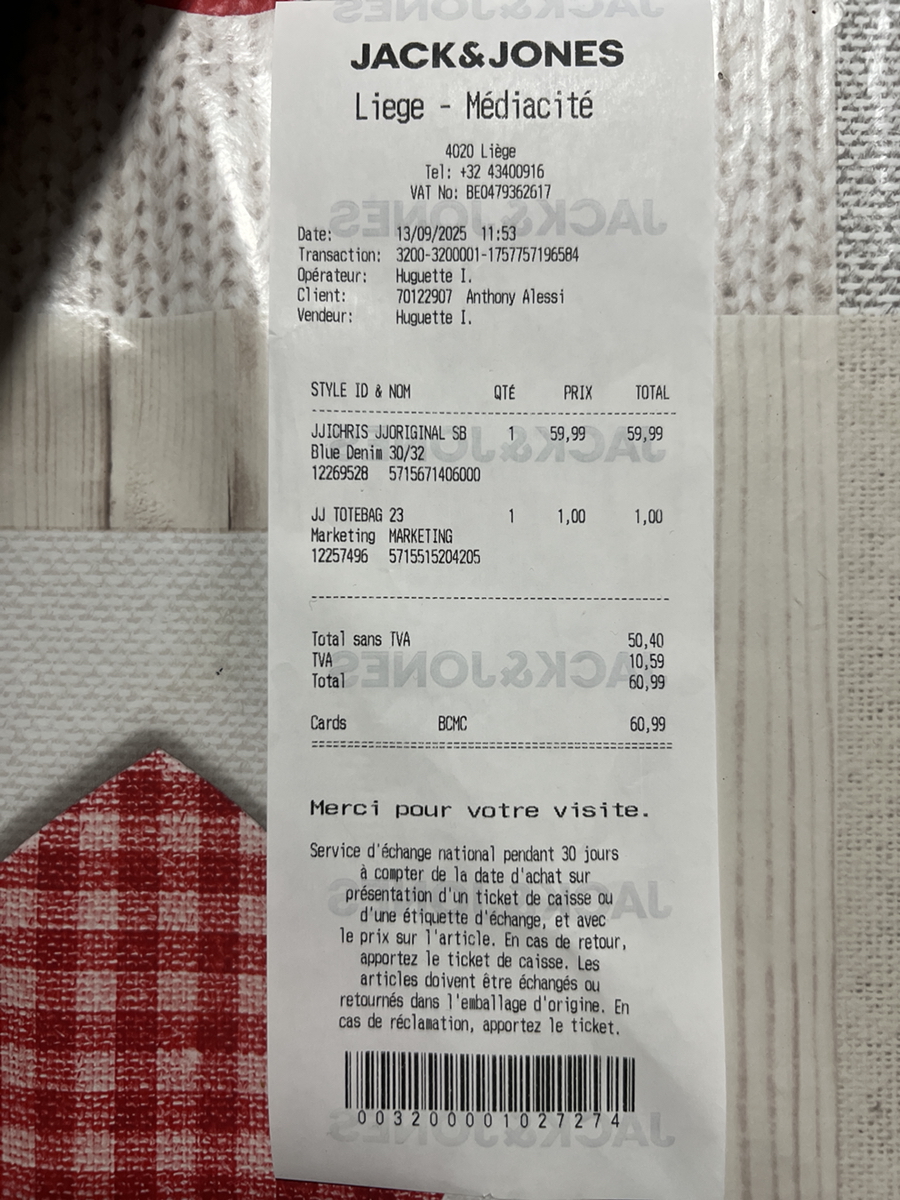 JACK&JONES
Liege - Médiacité
4020 Liège
Tel: +32 43400916
VAT No: BE0479362617
Date: 13/09/2025 11:53
Transaction: 3200-3200001-1757757196584
Opérateur: Huguette I.
Client: 70122907 Anthony Alessi
Vendeur: Huguette I.
STYLE ID & NOM QTÉ PRIX TOTAL
JJICHRIS JJORIGINAL SB 1 59,99 59,99
Blue Denim 30/32
12269528 5715671406000
JJ TOTEBAG 23 1 1,00 1,00
Marketing MARKETING
12257496 5715515204205
Total sans TVA 50,40
TVA 10,59
Total 60,99
Cards BCMC 60,99
Merci pour votre visite.
Service d'échange national pendant 30 jours
à compter de la date d'achat sur
présentation d'un ticket de caisse ou
d'une étiquette d'échange, et avec
le prix sur l'article. En cas de retour,
apportez le ticket de caisse. Les
articles doivent être échangés ou
retournés dans l'emballage d'origine. En
cas de réclamation, apportez le ticket.
003200001027274